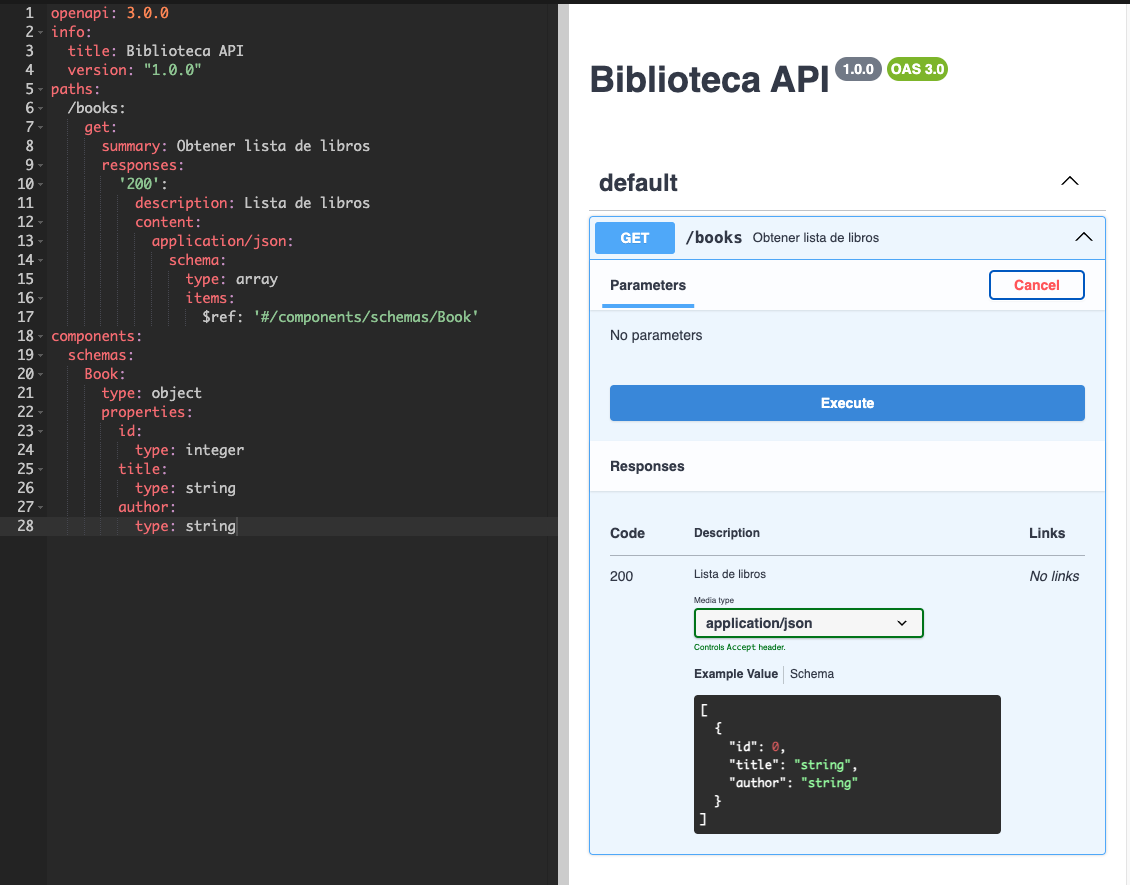 1 openapi: 3.0.0
2 info:
3   title: Biblioteca API
4   version: "1.0.0"
5 paths:
6   /books:
7     get:
8       summary: Obtener lista de libros
9       responses:
10         '200':
11           description: Lista de libros
12           content:
13             application/json:
14               schema:
15                 type: array
16                 items:
17                   $ref: '#/components/schemas/Book'
18 components:
19   schemas:
20     Book:
21       type: object
22       properties:
23         id:
24           type: integer
25         title:
26           type: string
27         author:
28           type: string
Biblioteca API 1.0.0 OAS 3.0
default
GET /books Obtener lista de libros
Parameters Cancel
No parameters
Execute
Responses
Code Description Links
200 Lista de libros No links
Media type
application/json
Controls Accept header.
Example Value Schema
[
  {
    "id": 0,
    "title": "string",
    "author": "string"
  }
]